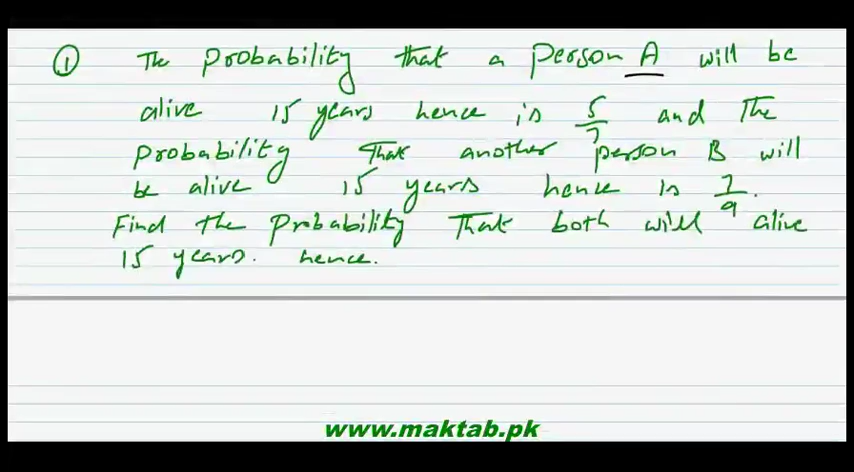 ① The Probability that a Person A will be
alive 15 years hence is 5/7 and The
Probability That another person B will
be alive 15 years hence is 7/9.
Find the Probability That both will alive
15 years. hence.
www.maktab.pk